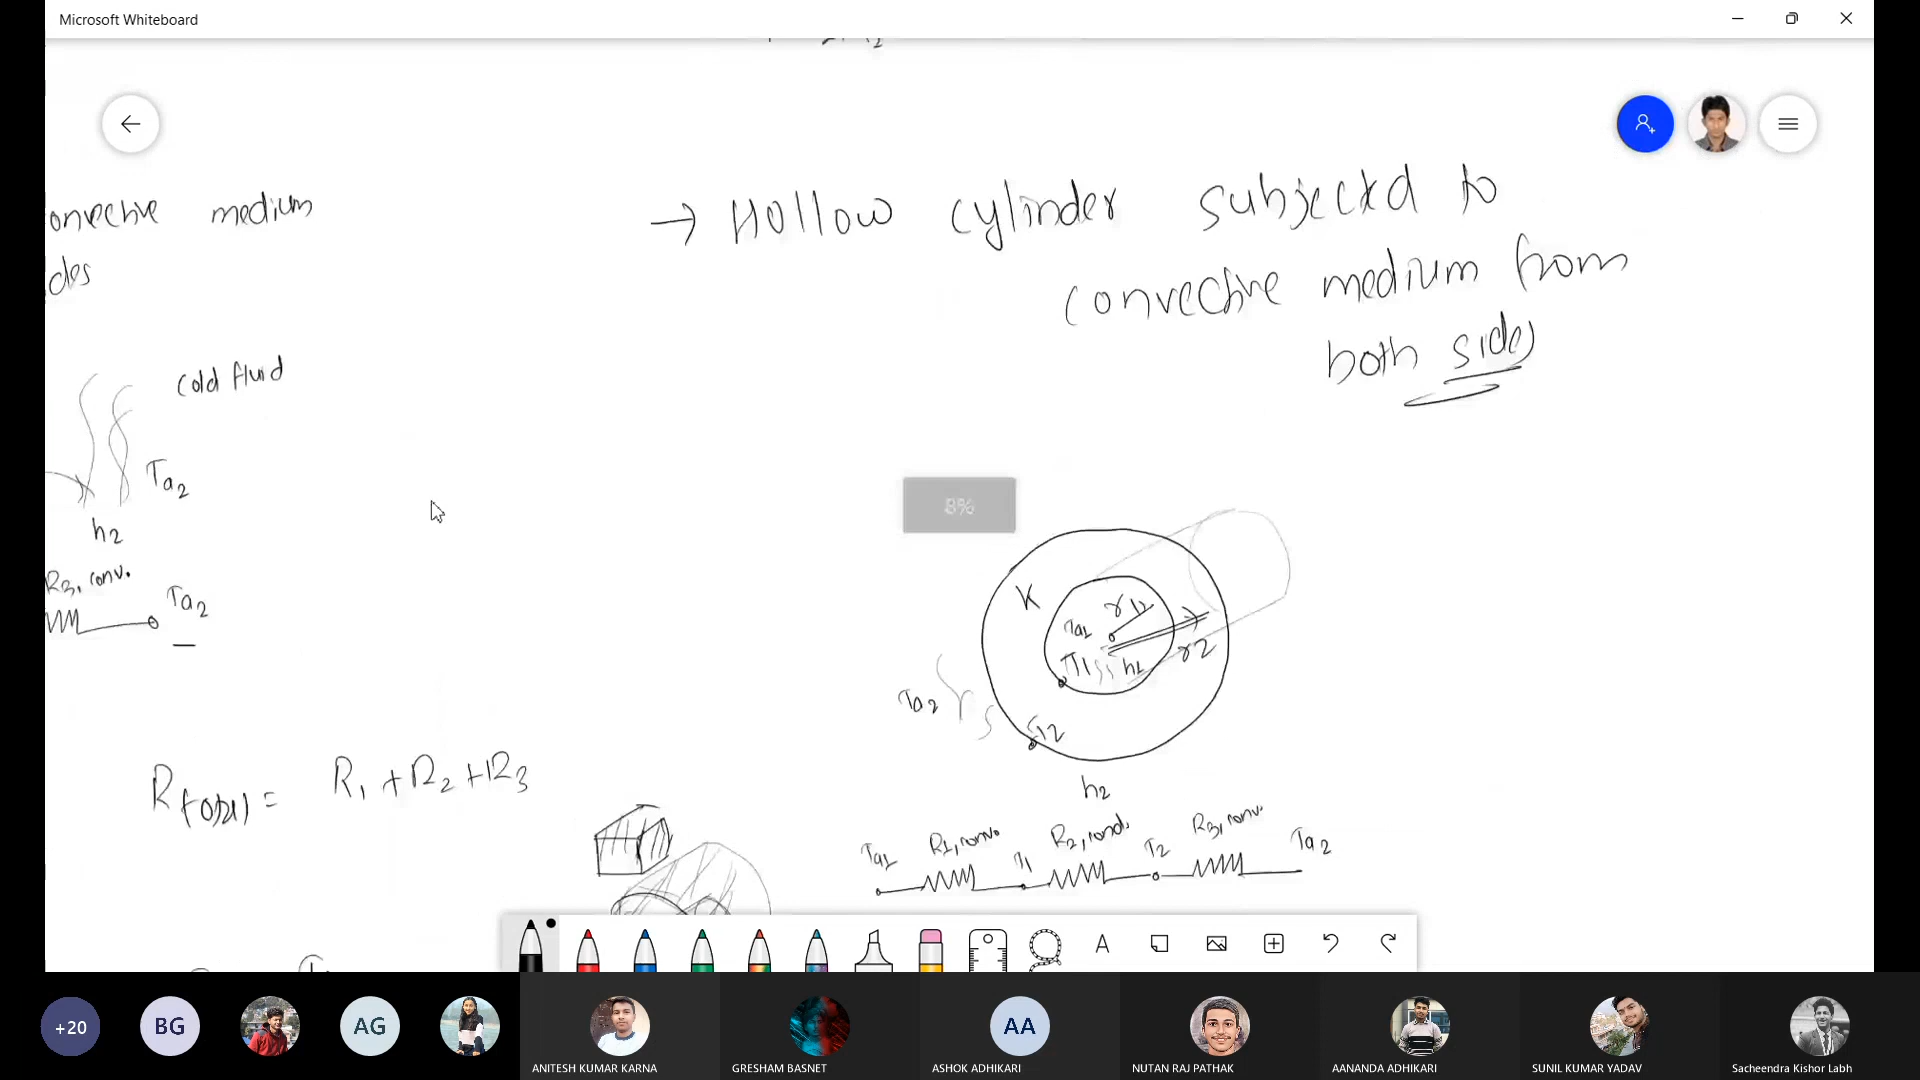 Microsoft Whiteboard
onvective medium
des
cold fluid
Ta2
h2
R3, conv.
Ta2
Rtotal = R1 + R2 + R3
→ Hollow cylinder subjected to
convective medium from
both sides
8%
K
r1
Ta1
T1
h1
r2
Ta2
T2
h2
Ta1 R1, conv. T1 R2, cond. T2 R3, conv. Ta2
A
+20
BG
AG
AA
ANITESH KUMAR KARNA
GRESHAM BASNET
ASHOK ADHIKARI
NUTAN RAJ PATHAK
AANANDA ADHIKARI
SUNIL KUMAR YADAV
Sacheendra Kishor Labh